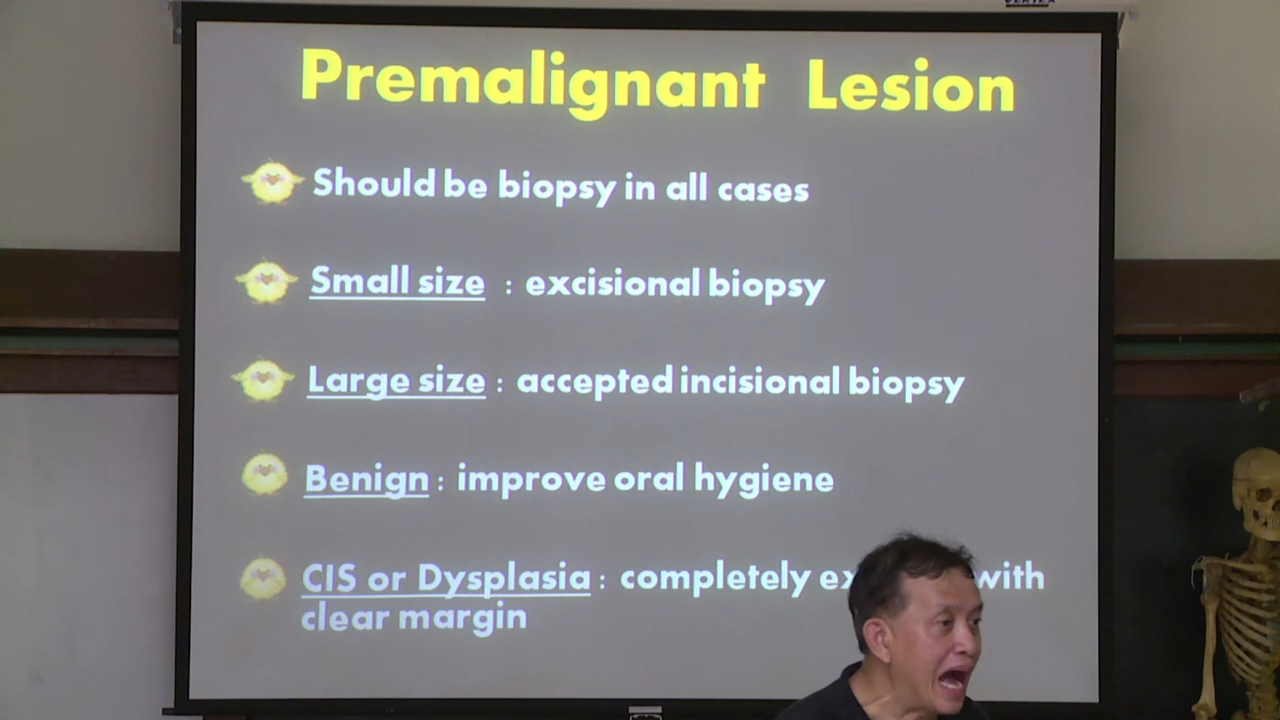 Premalignant Lesion
Should be biopsy in all cases
Small size : excisional biopsy
Large size : accepted incisional biopsy
Benign : improve oral hygiene
CIS or Dysplasia : completely with
clear margin